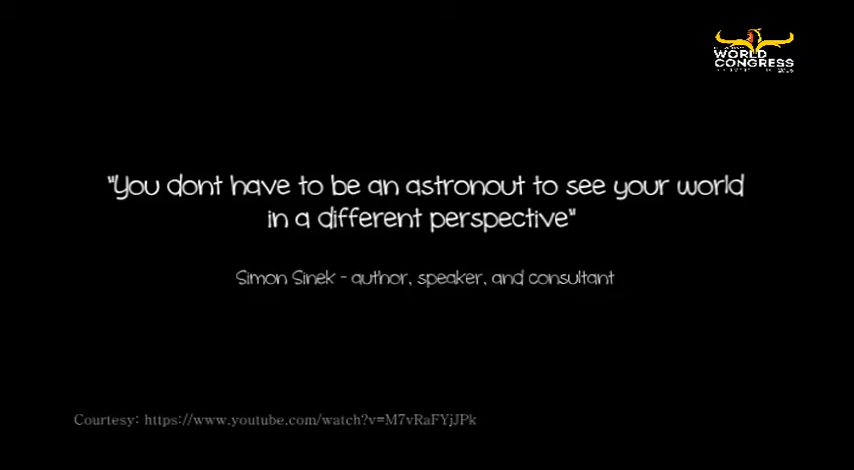 WORLD
CONGRESS
"You dont have to be an astronout to see your world
in a different perspective"
Simon Sinek - author, speaker, and consultant
Courtesy: https://www.youtube.com/watch?v=M7vRaFYjJPk